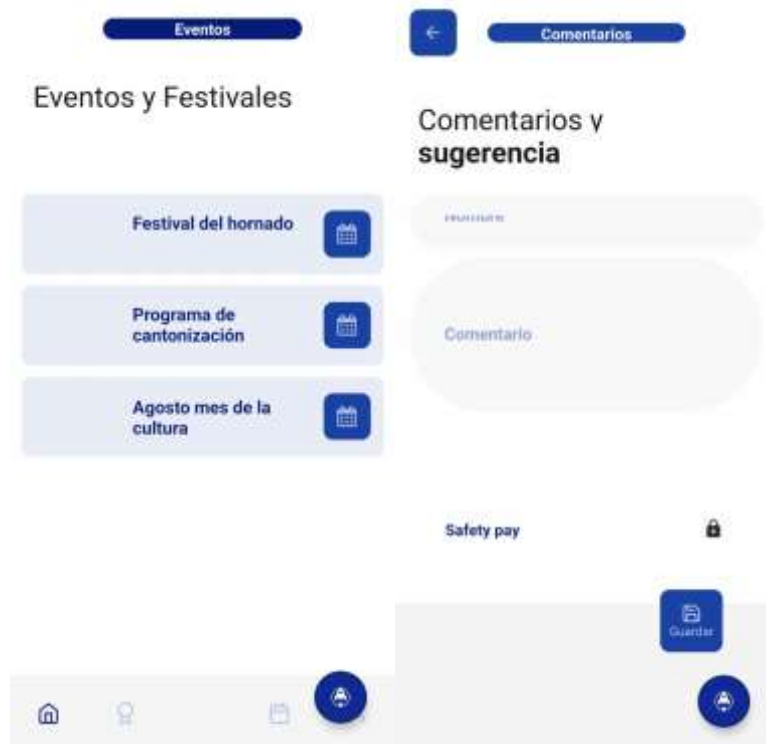 Eventos
Eventos y Festivales
Festival del hornado
Programa de
cantonización
Agosto mes de la
cultura
Comentarios
Comentarios y
sugerencia
Comentario
Safety pay
Guardar